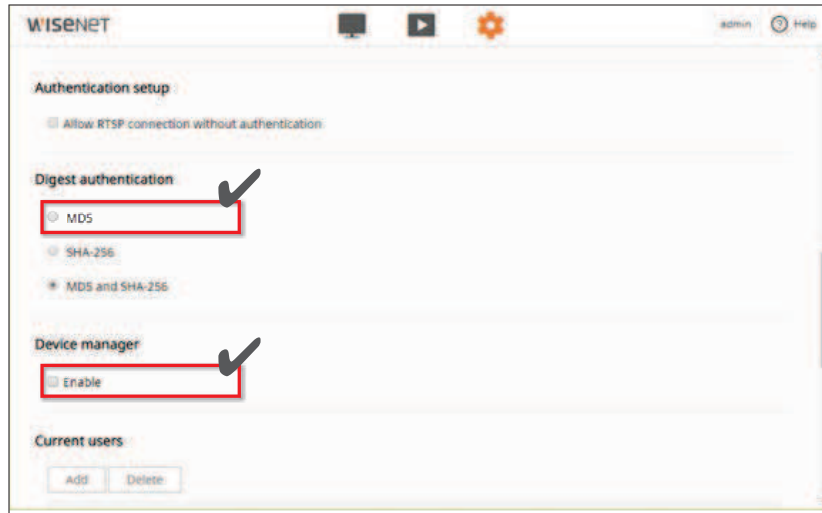 WISENET
admin Help
Authentication setup
Allow RTSP connection without authentication
Digest authentication
MD5
SHA-256
MD5 and SHA-256
Device manager
Enable
Current users
Add Delete